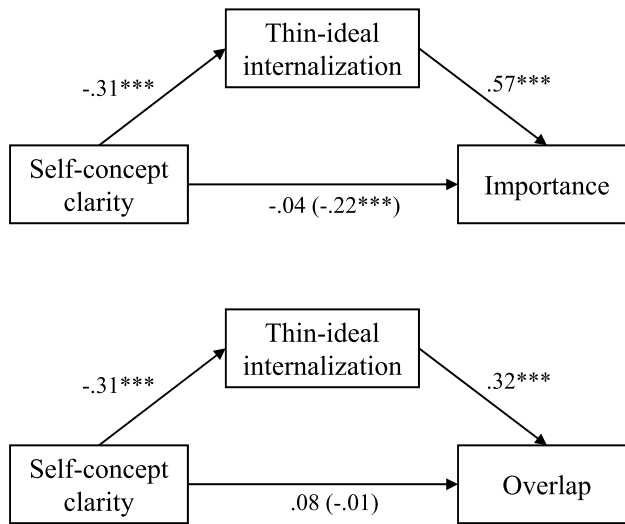 Thin-ideal
internalization
-.31***
.57***
Self-concept
clarity
Importance
-.04 (-.22***)
Thin-ideal
internalization
-.31***
.32***
Self-concept
clarity
Overlap
.08 (-.01)